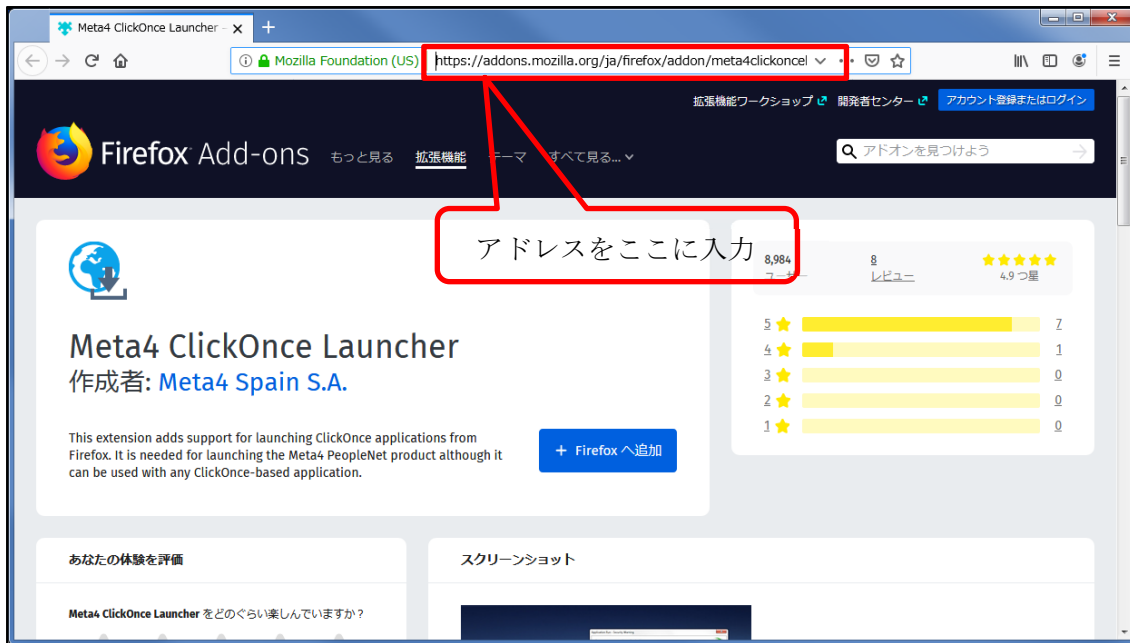 Meta4 ClickOnce Launcher -
Mozilla Foundation (US)
https://addons.mozilla.org/ja/firefox/addon/meta4clickoncel
拡張機能ワークショップ 開発者センター アカウント登録またはログイン
Firefox Add-ons もっと見る 拡張機能 テーマ すべて見る...
アドオンを見つけよう
アドレスをここに入力
8,984
ユーザー
8
レビュー
4.9 つ星
5 7
4 1
3 0
2 0
1 0
Meta4 ClickOnce Launcher
作成者: Meta4 Spain S.A.
This extension adds support for launching ClickOnce applications from
Firefox. It is needed for launching the Meta4 PeopleNet product although it
can be used with any ClickOnce-based application.
+ Firefox へ追加
あなたの体験を評価
スクリーンショット
Meta4 ClickOnce Launcher をどのぐらい楽しんでいますか？